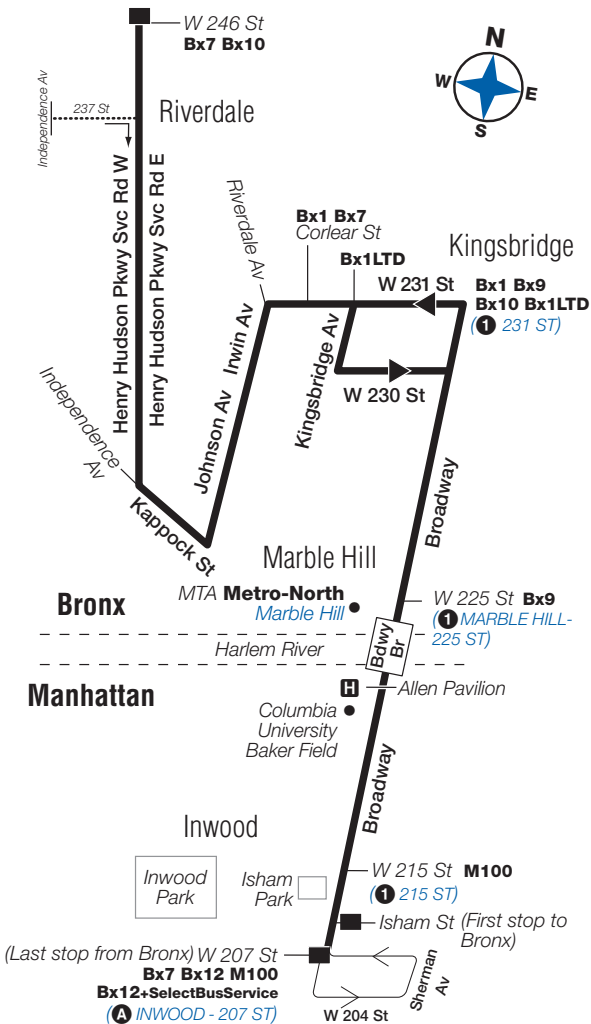 W 246 St
Bx7 Bx10
N
W
E
S
Independence Av
237 St
Riverdale
Henry Hudson Pkwy Svc Rd W
Henry Hudson Pkwy Svc Rd E
Riverdale Av
Bx1 Bx7
Corlear St
Kingsbridge
Bx1LTD
W 231 St
Bx1 Bx9
Bx10 Bx1LTD
(1 231 ST)
Irwin Av
Johnson Av
Kingsbridge Av
W 230 St
Independence
Av
Kappock St
Broadway
Marble Hill
MTA Metro-North
Marble Hill
W 225 St Bx9
(1 MARBLE HILL-
225 ST)
Bronx
Harlem River
Bdwy
Br
Manhattan
H
Allen Pavilion
Columbia
University
Baker Field
Broadway
Inwood
Inwood
Park
Isham
Park
W 215 St M100
(1 215 ST)
Isham St (First stop to
Bronx)
(Last stop from Bronx) W 207 St
Bx7 Bx12 M100
Bx12+SelectBusService
(A INWOOD - 207 ST)
W 204 St
Sherman
Av